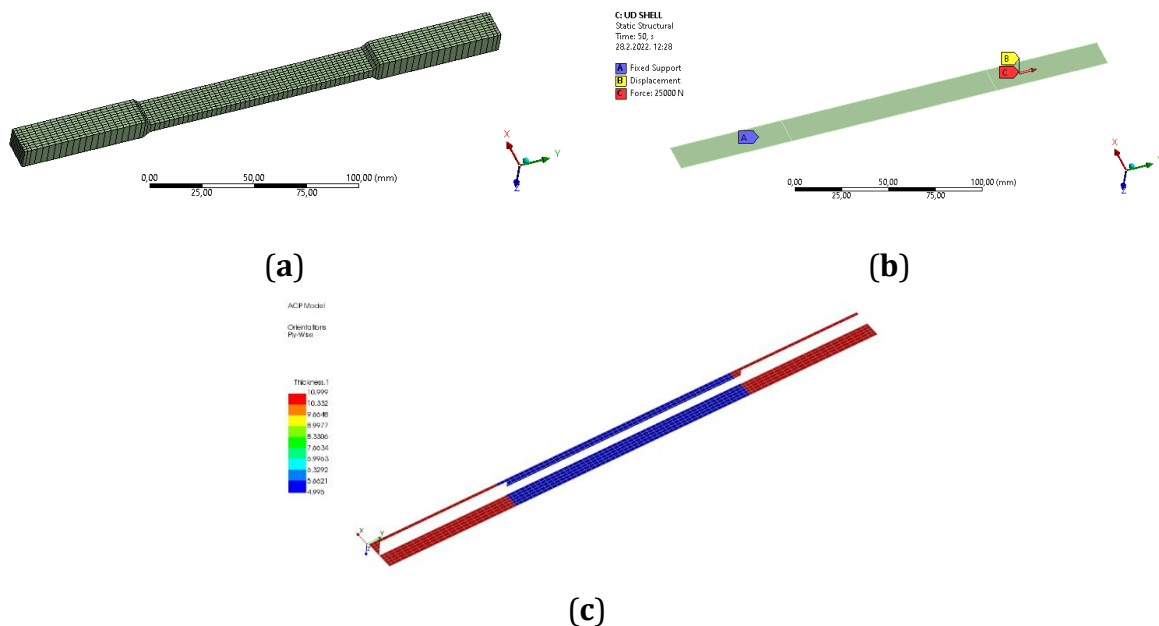 C: UD SHELL
Static Structural
Time: 50, s
28.2.2022. 12:28
A Fixed Support
B Displacement
C Force: 25000 N
B
C
A
X
Y
Z
0,00 50,00 100,00 (mm)
25,00 75,00
X
Z
0,00 50,00 100,00 (mm)
25,00 75,00
(a)
(b)
ACP Model
Orientations
Ply-Wise
Thickness.1
10.999
10.332
9.6648
8.9977
8.3306
7.6634
6.9963
6.3292
5.6621
4.995
X
Y
(c)